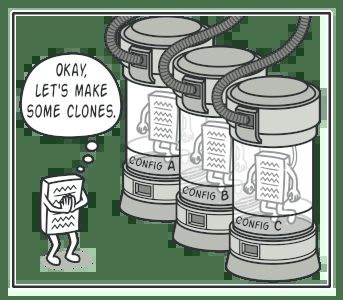 OKAY,
LET'S MAKE
SOME CLONES.
CONFIG A
CONFIG B
CONFIG C